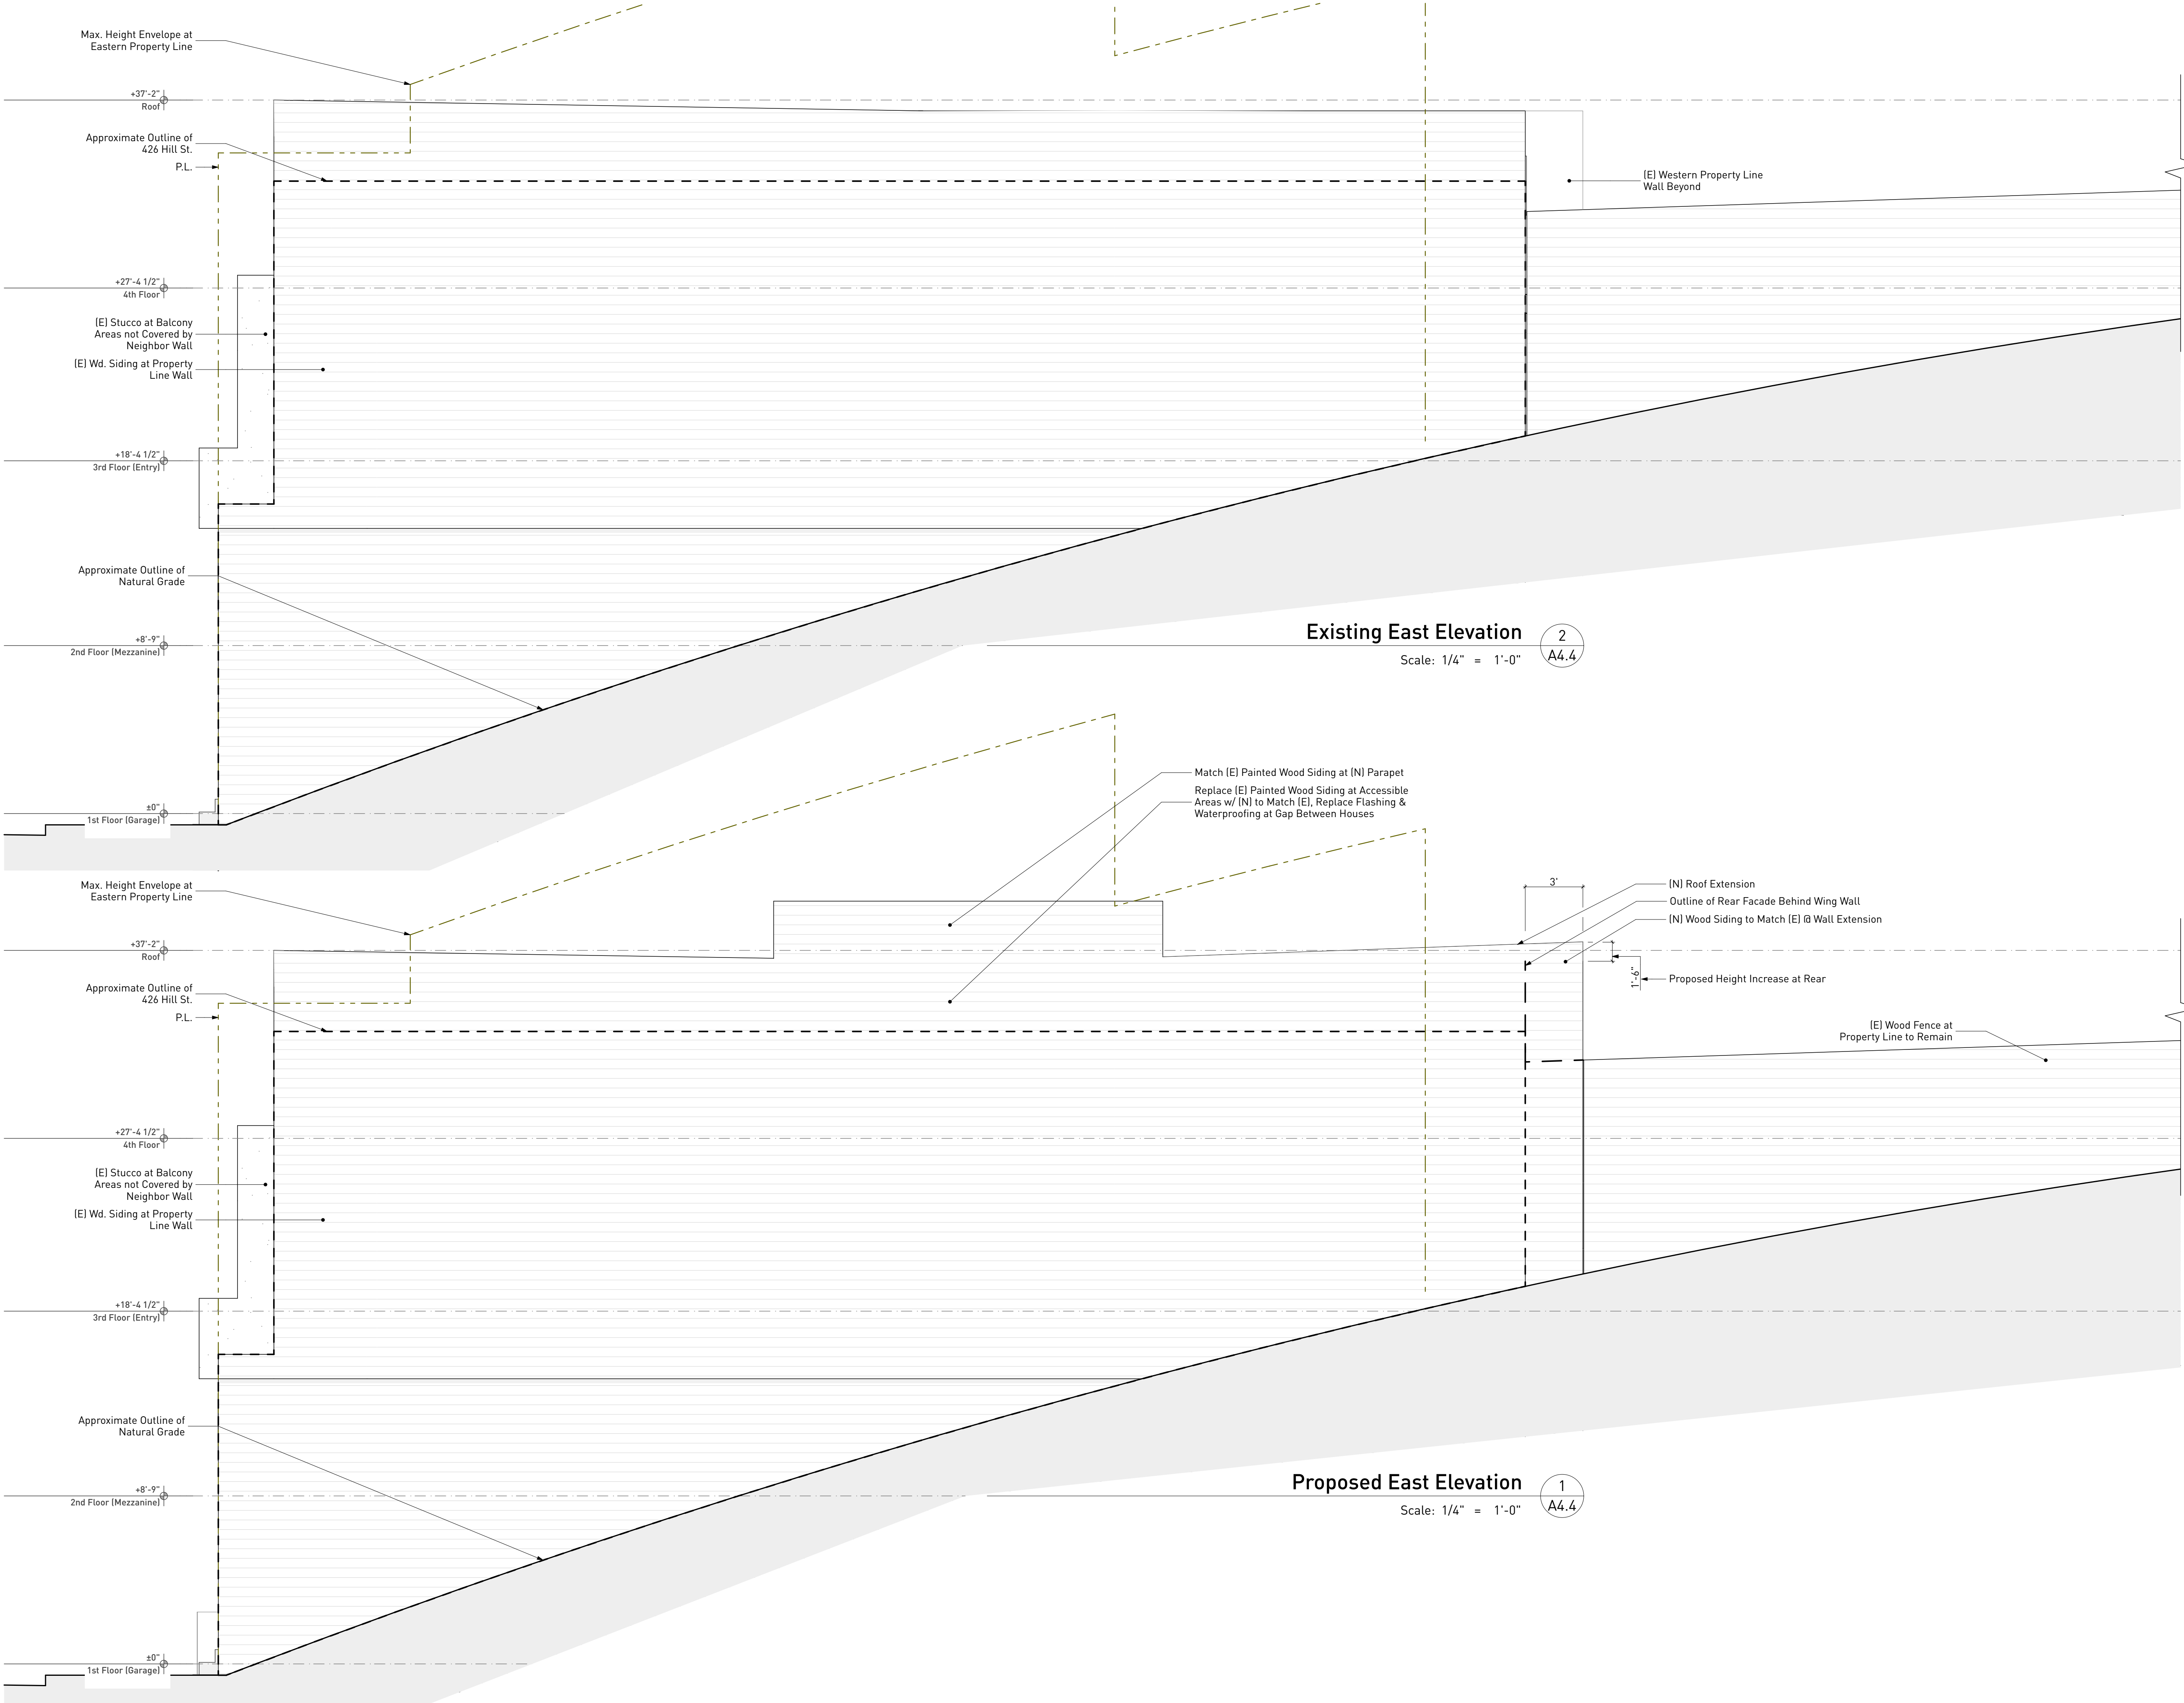 Max. Height Envelope at
Eastern Property Line
+37'-2"
Roof
Approximate Outline of
426 Hill St.
P.L.
(E) Western Property Line
Wall Beyond
+27'-4 1/2"
4th Floor
(E) Stucco at Balcony
Areas not Covered by
Neighbor Wall
(E) Wd. Siding at Property
Line Wall
+18'-4 1/2"
3rd Floor (Entry)
Approximate Outline of
Natural Grade
+8'-9"
2nd Floor (Mezzanine)
Existing East Elevation
Scale: 1/4" = 1'-0"
2
A4.4
±0"
1st Floor (Garage)
Match (E) Painted Wood Siding at (N) Parapet
Replace (E) Painted Wood Siding at Accessible
Areas w/ (N) to Match (E), Replace Flashing &
Waterproofing at Gap Between Houses
Max. Height Envelope at
Eastern Property Line
3'
(N) Roof Extension
Outline of Rear Facade Behind Wing Wall
(N) Wood Siding to Match (E) @ Wall Extension
+37'-2"
Roof
1'-6"
Proposed Height Increase at Rear
Approximate Outline of
426 Hill St.
P.L.
(E) Wood Fence at
Property Line to Remain
+27'-4 1/2"
4th Floor
(E) Stucco at Balcony
Areas not Covered by
Neighbor Wall
(E) Wd. Siding at Property
Line Wall
+18'-4 1/2"
3rd Floor (Entry)
Approximate Outline of
Natural Grade
+8'-9"
2nd Floor (Mezzanine)
Proposed East Elevation
Scale: 1/4" = 1'-0"
1
A4.4
±0"
1st Floor (Garage)